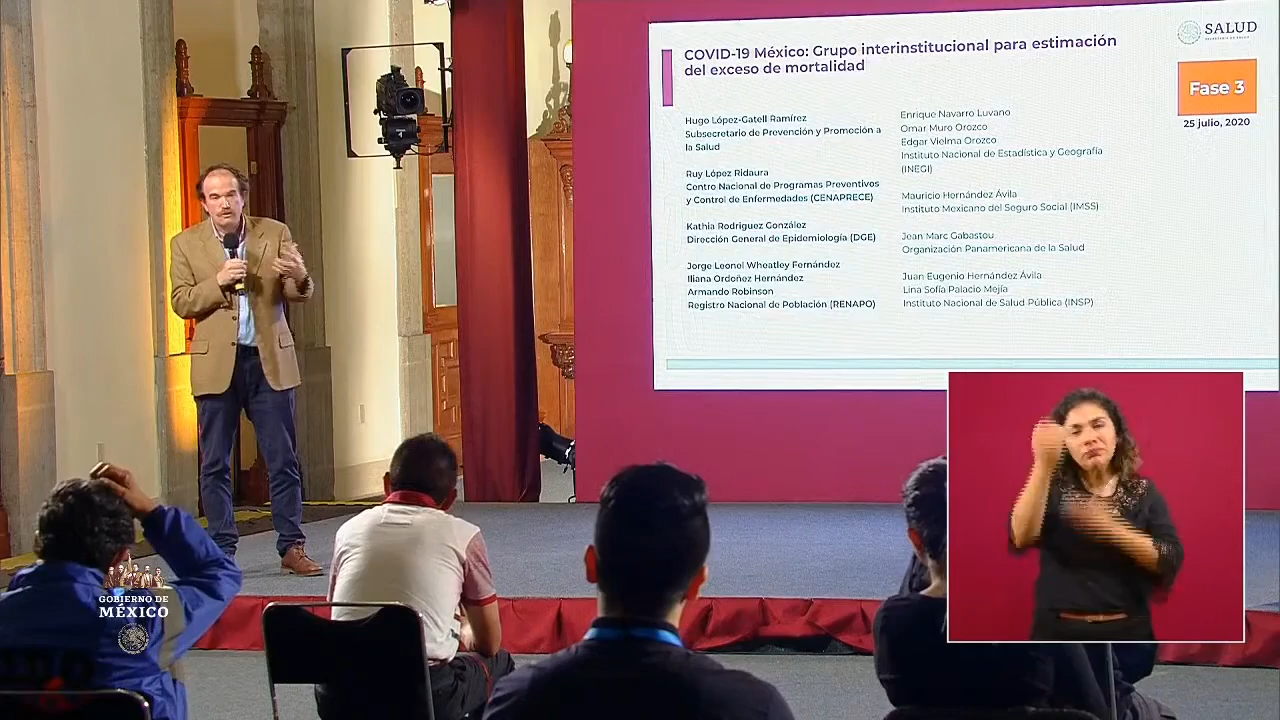 COVID-19 México: Grupo interinstitucional para estimación
del exceso de mortalidad
SALUD
Fase 3
25 julio, 2020
Hugo López-Gatell Ramírez
Subsecretario de Prevención y Promoción a
la Salud
Ruy López Ridaura
Centro Nacional de Programas Preventivos
y Control de Enfermedades (CENAPRECE)
Kathia Rodríguez González
Dirección General de Epidemiología (DGE)
Jorge Leonel Wheatley Fernández
Iliana Ordoñez Hernández
Armando Robinson
Registro Nacional de Población (RENAPO)
Enrique Navarro Luvano
Omar Muro Orozco
Edgar Vielma Orozco
Instituto Nacional de Estadística y Geografía
(INEGI)
Mauricio Hernández Ávila
Instituto Mexicano del Seguro Social (IMSS)
Jean Marc Gabastou
Organización Panamericana de la Salud
Juan Eugenio Hernández Ávila
Lina Sofía Palacio Mejía
Instituto Nacional de Salud Pública (INSP)
GOBIERNO DE
MÉXICO